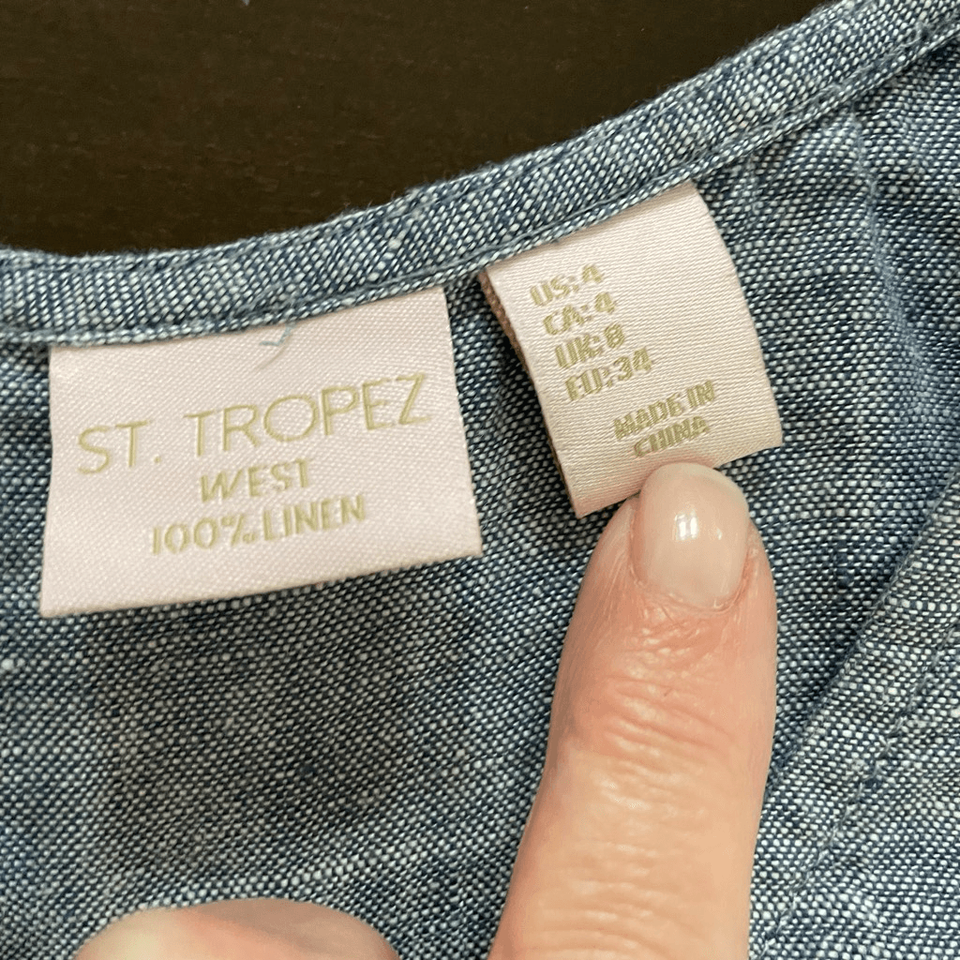 ST. TROPEZ
WEST
100% LINEN
US: 4
CA: 4
UK: 8
EU: 34
MADE IN
CHINA